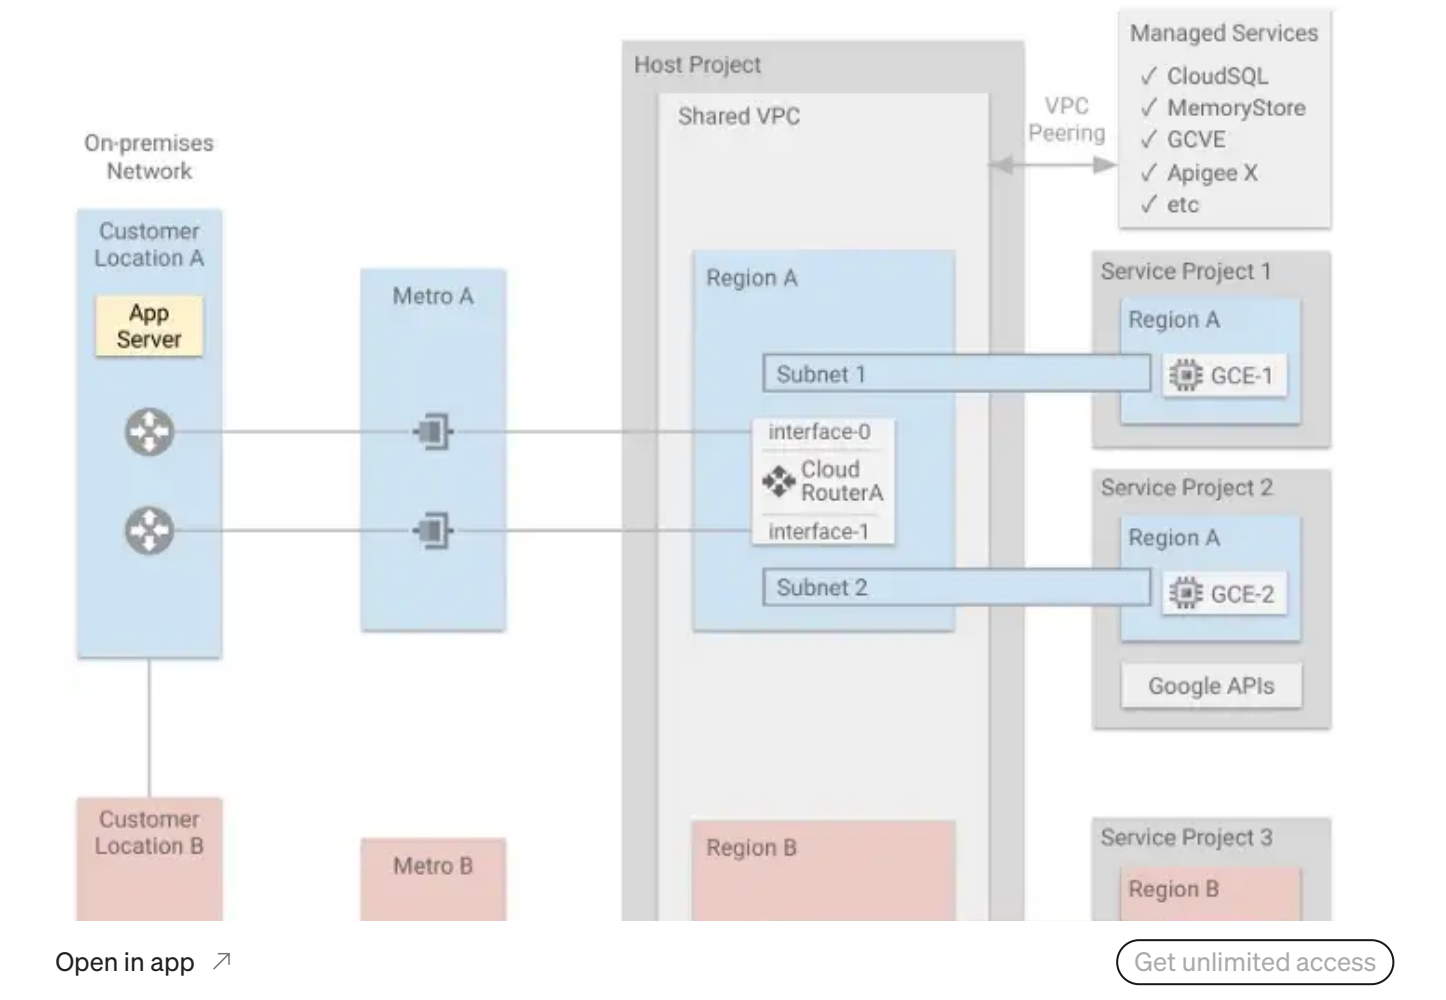 On-premises
Network
Customer
Location A
App
Server
Metro A
Host Project
Shared VPC
VPC
Peering
Managed Services
✓ CloudSQL
✓ MemoryStore
✓ GCVE
✓ Apigee X
✓ etc
Region A
Subnet 1
interface-0
Cloud
RouterA
interface-1
Subnet 2
Service Project 1
Region A
GCE-1
Service Project 2
Region A
GCE-2
Google APIs
Customer
Location B
Metro B
Region B
Service Project 3
Region B
Open in app ↗
Get unlimited access